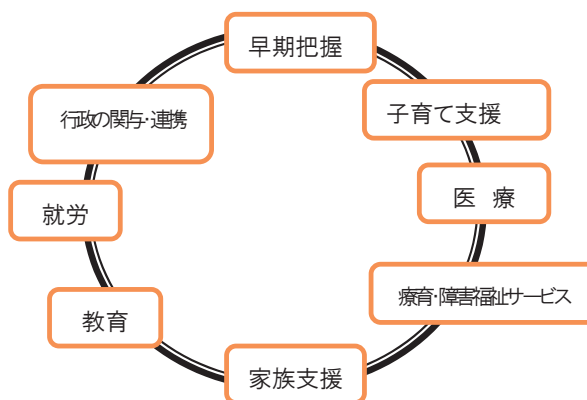 早期把握
子育て支援
医 療
療育・障害福祉サービス
家族支援
教育
就労
行政の関与・連携